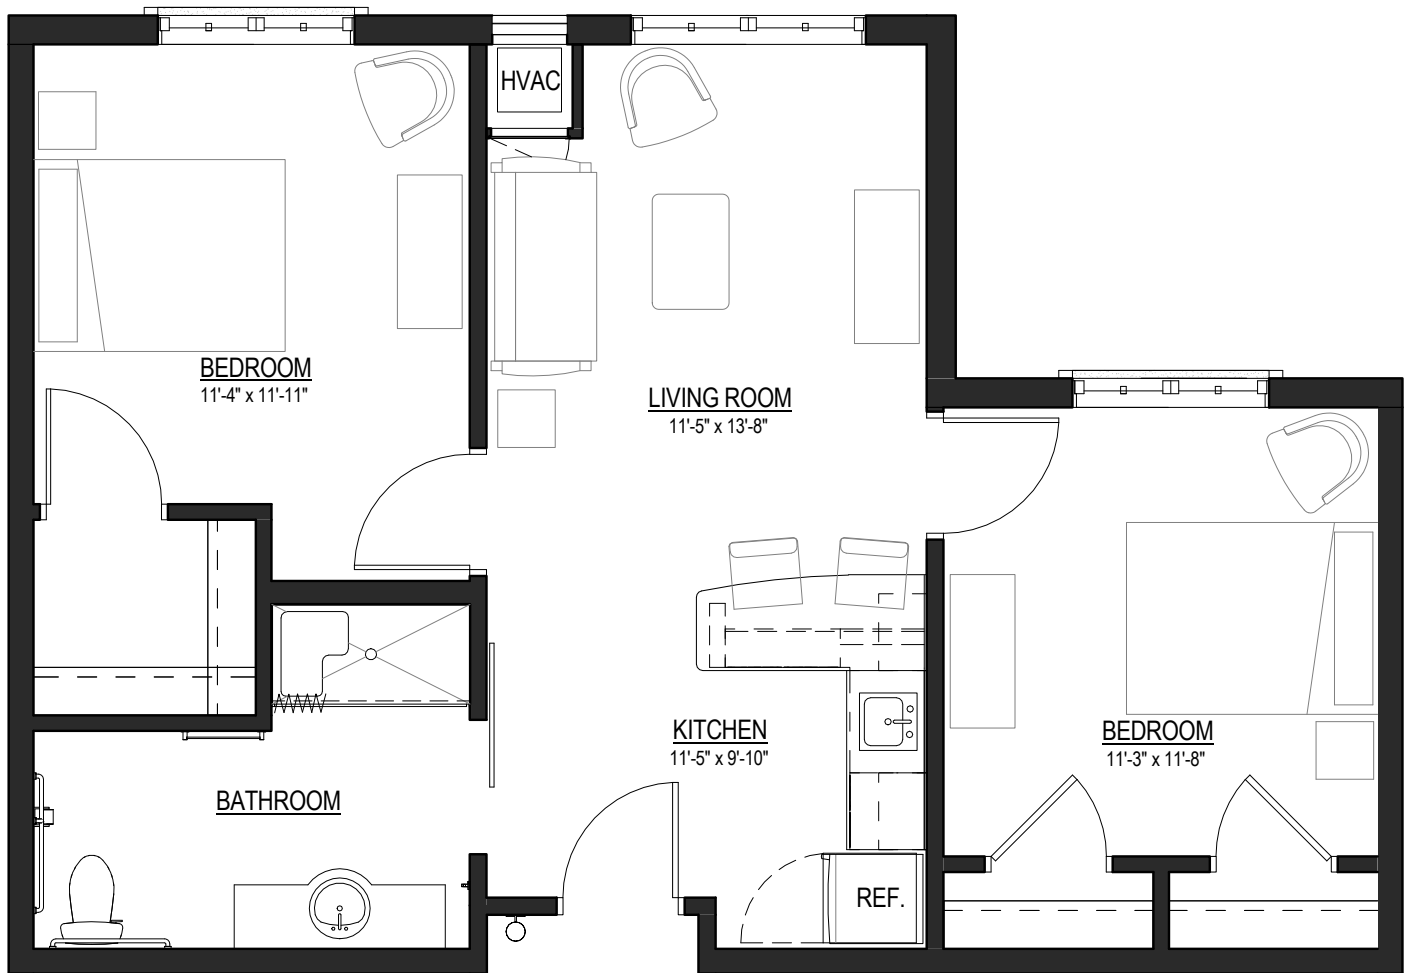 HVAC
BEDROOM
11'-4" x 11'-11"
LIVING ROOM
11'-5" x 13'-8"
KITCHEN
11'-5" x 9'-10"
BEDROOM
11'-3" x 11'-8"
BATHROOM
REF.